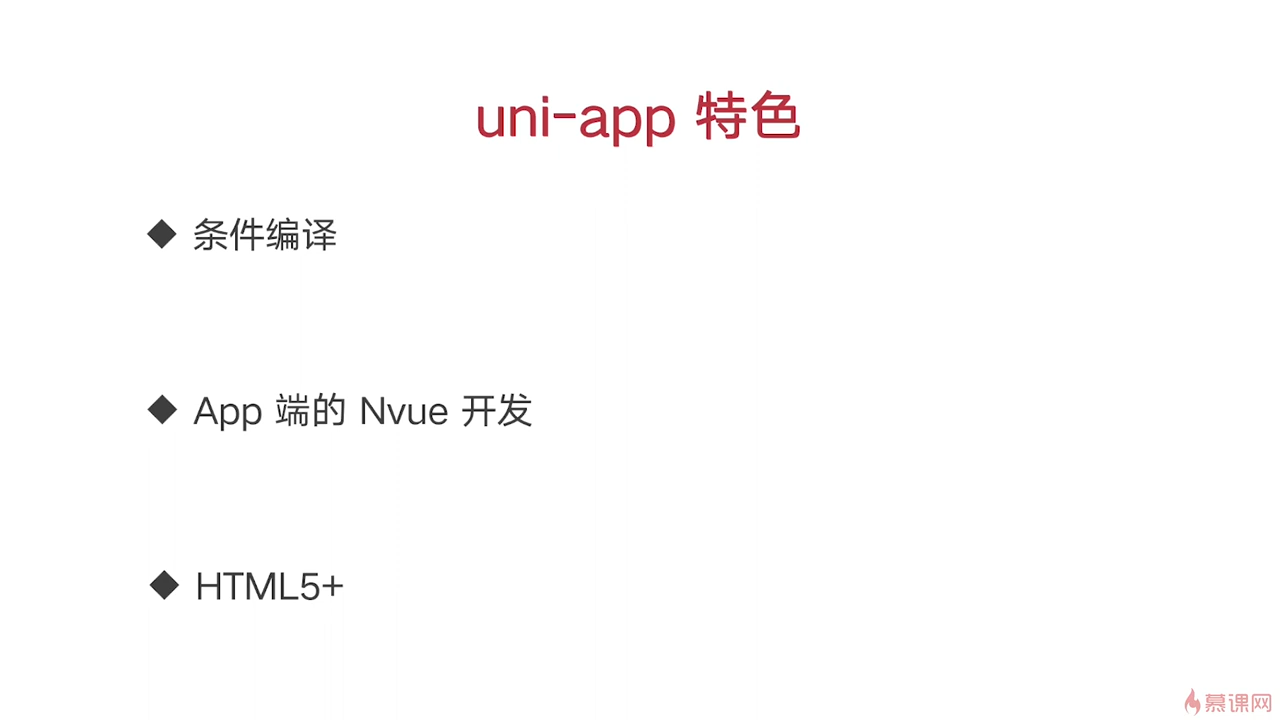 uni-app 特色
◆ 条件编译
◆ App 端的 Nvue 开发
◆ HTML5+
慕课网